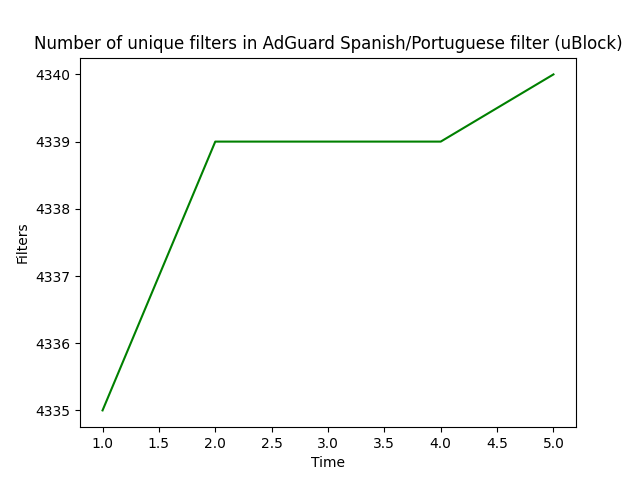 Number of unique filters in AdGuard Spanish/Portuguese filter (uBlock)
4340
4339
4338
4337
4336
4335
Filters
1.0 1.5 2.0 2.5 3.0 3.5 4.0 4.5 5.0
Time